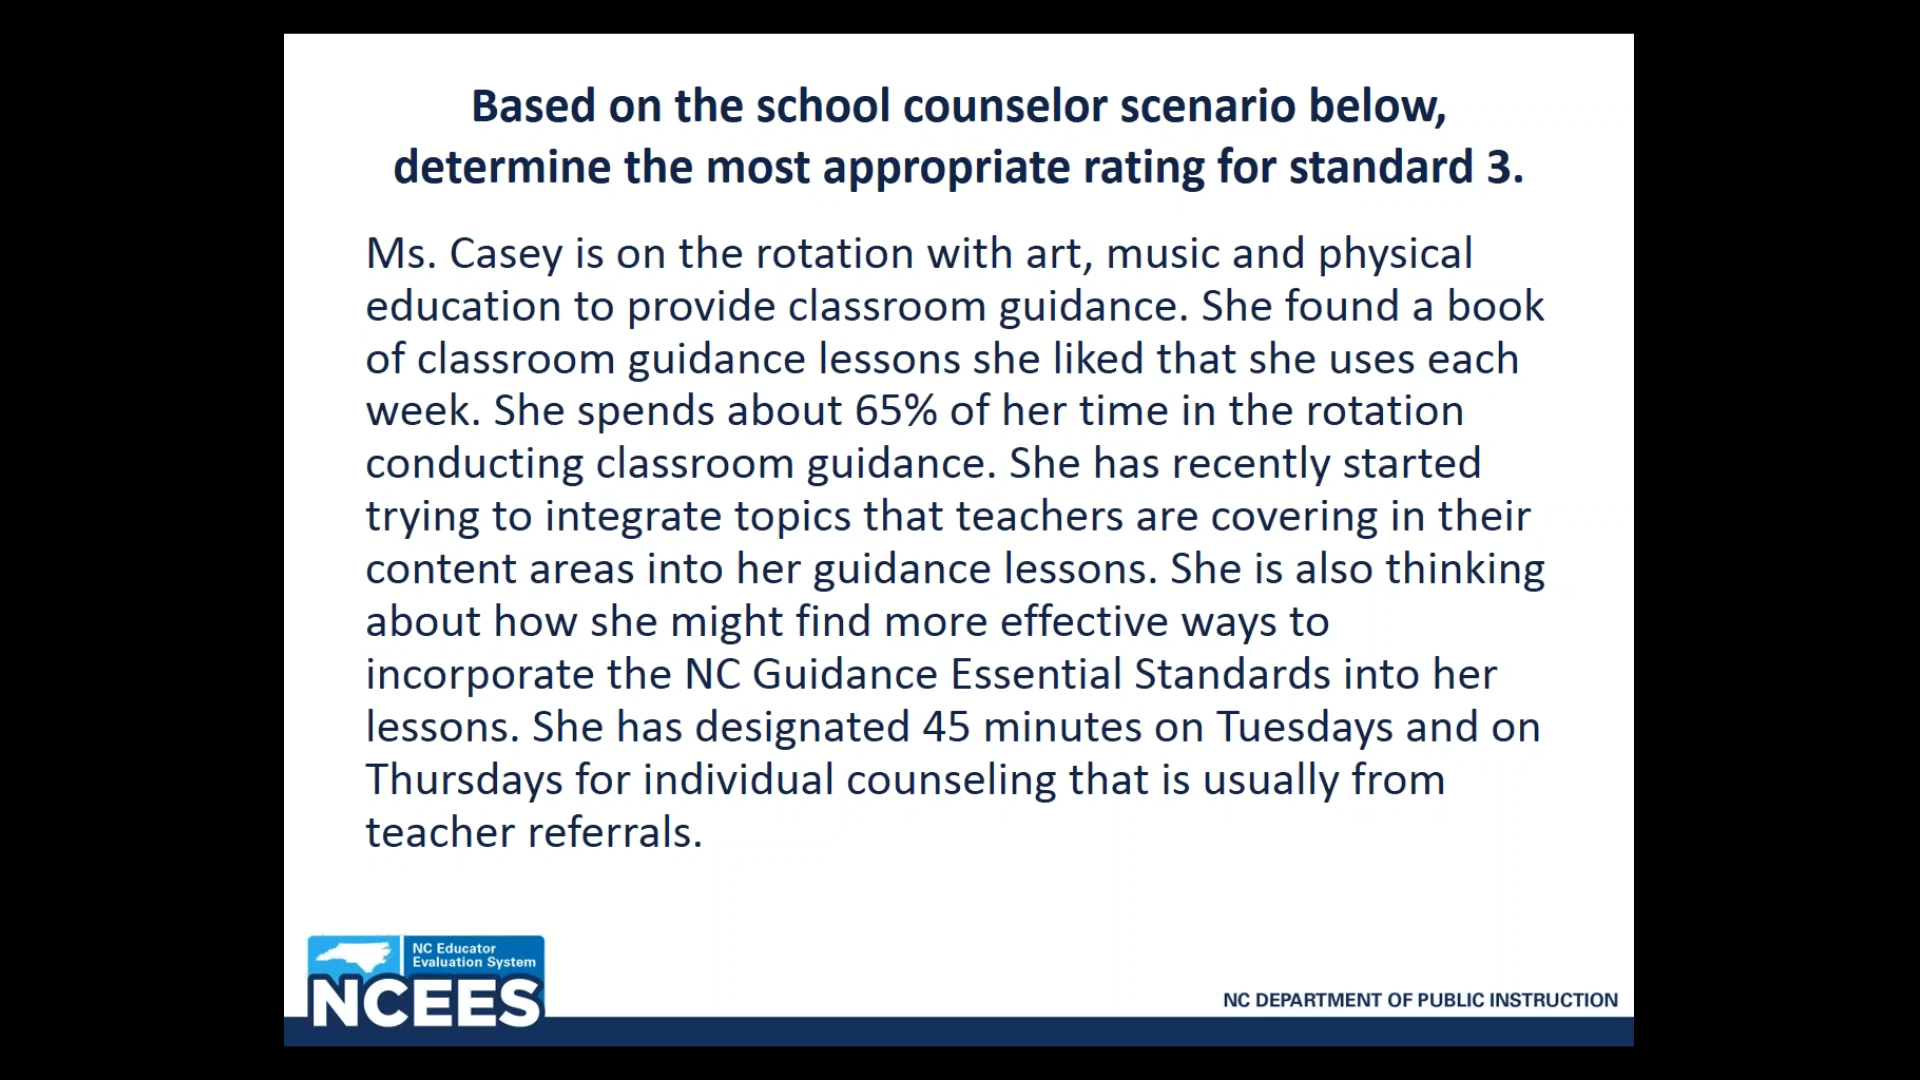 Based on the school counselor scenario below,
determine the most appropriate rating for standard 3.
Ms. Casey is on the rotation with art, music and physical
education to provide classroom guidance. She found a book
of classroom guidance lessons she liked that she uses each
week. She spends about 65% of her time in the rotation
conducting classroom guidance. She has recently started
trying to integrate topics that teachers are covering in their
content areas into her guidance lessons. She is also thinking
about how she might find more effective ways to
incorporate the NC Guidance Essential Standards into her
lessons. She has designated 45 minutes on Tuesdays and on
Thursdays for individual counseling that is usually from
teacher referrals.
NC Educator
Evaluation System
NCEES
NC DEPARTMENT OF PUBLIC INSTRUCTION